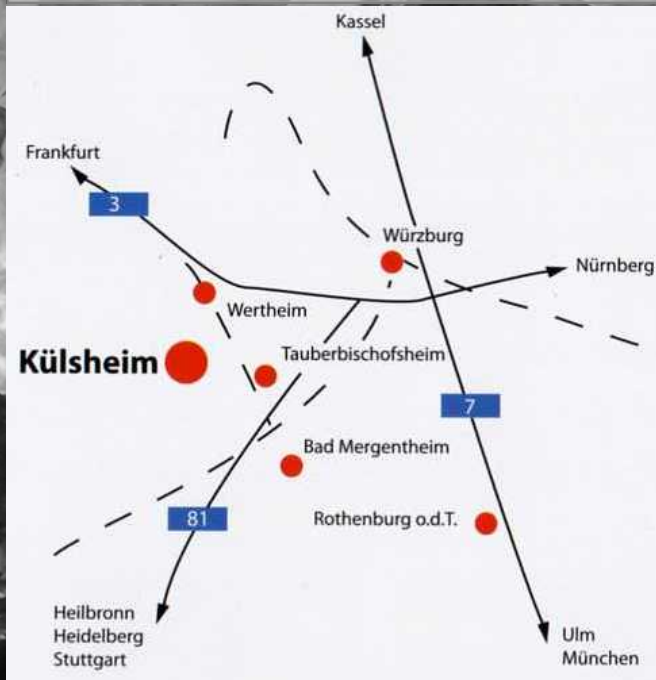 Kassel
Frankfurt
3
Würzburg
Nürnberg
Wertheim
Külsheim
Tauberbischofsheim
7
Bad Mergentheim
81
Rothenburg o.d.T.
Heilbronn
Heidelberg
Stuttgart
Ulm
München